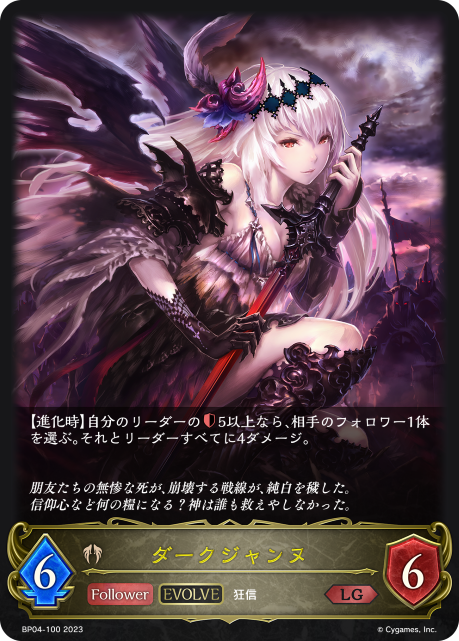 【進化時】自分のリーダーの5以上なら、相手のフォロワー1体
を選ぶ。それとリーダーすべてに4ダメージ。
朋友たちの無惨な死が、崩壊する戦線が、純白を穢した。
信仰心など何の糧になる？神は誰も救えやしなかった。
ダークジャンヌ
6
Follower EVOLVE 狂信
LG
6
BP04-100 2023
© Cygames, Inc.